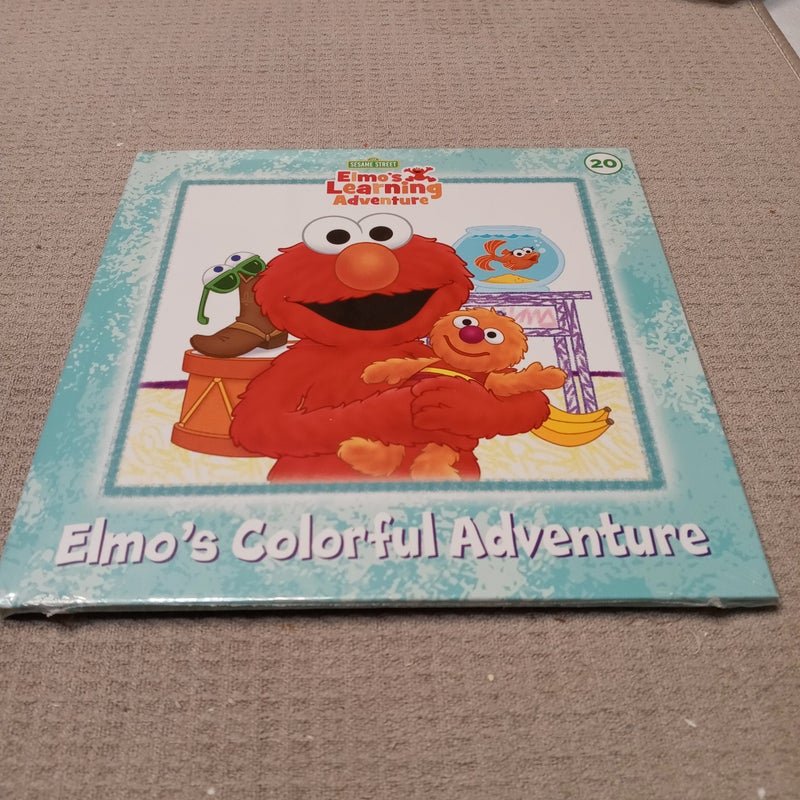 SESAME STREET
20
Elmo's
Learning
Adventure
Elmo's Colorful Adventure